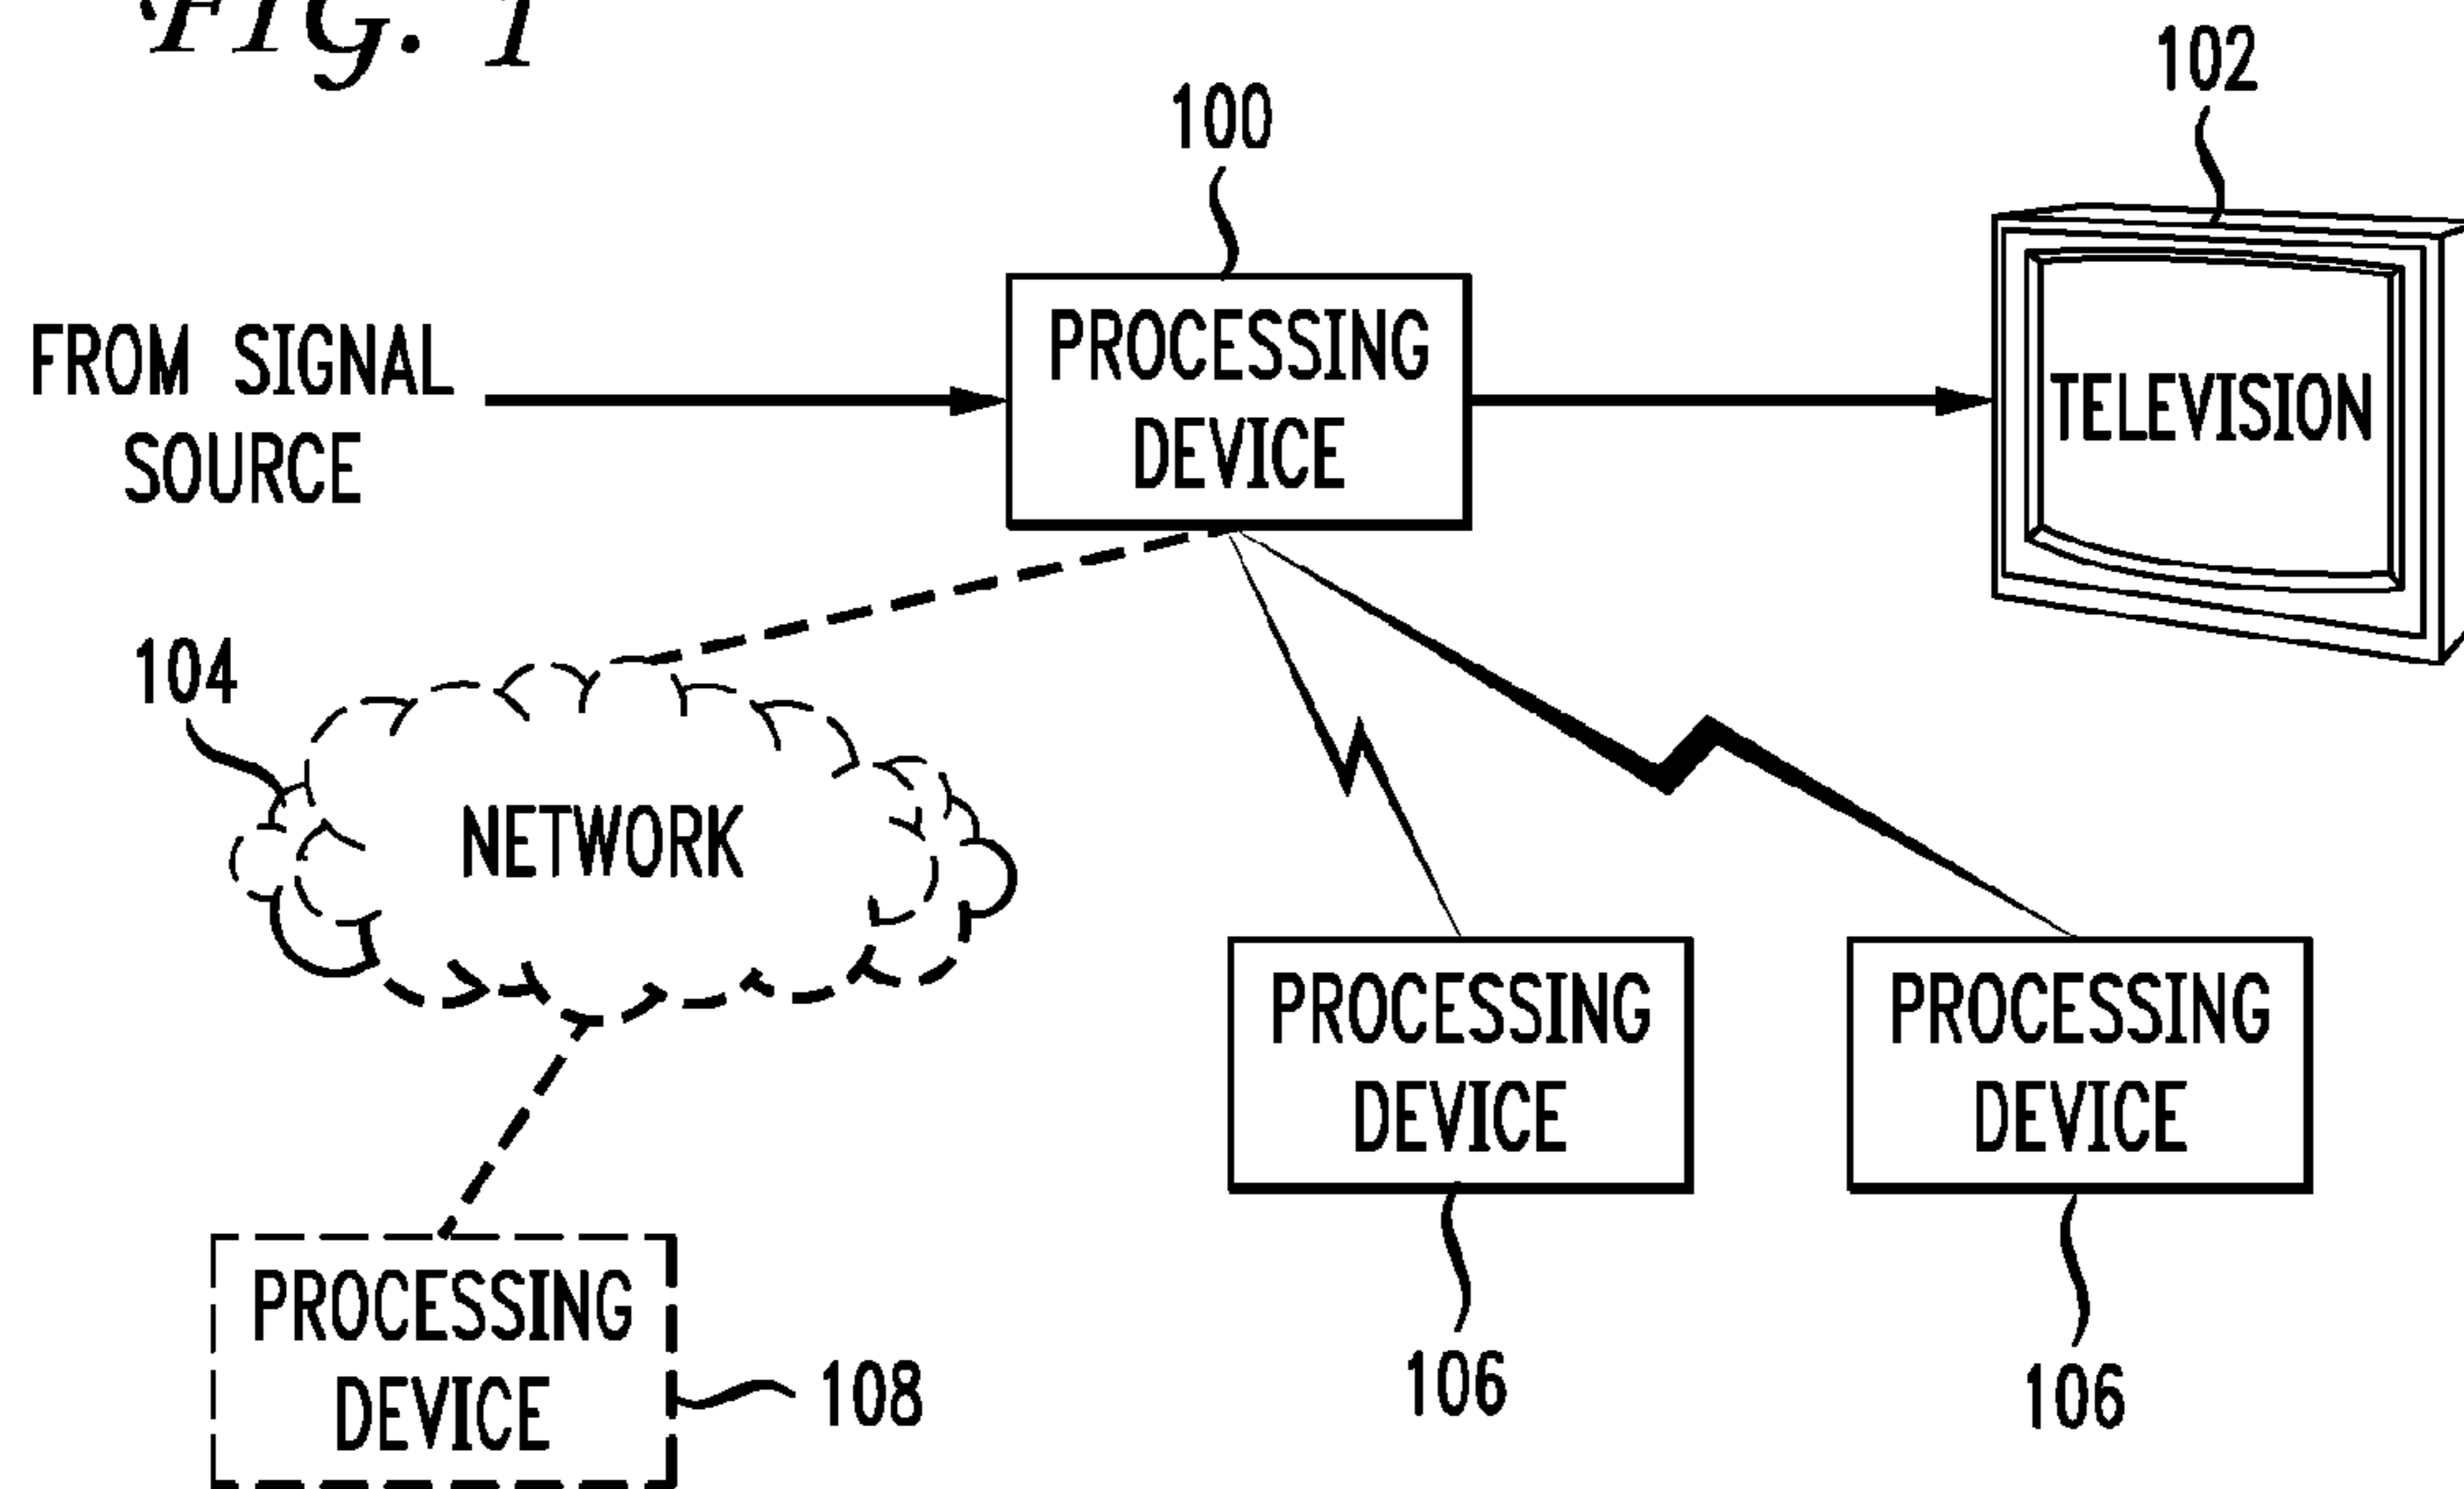 FIG. 1
102
100
FROM SIGNAL
SOURCE
PROCESSING
DEVICE
TELEVISION
104
NETWORK
PROCESSING
DEVICE
PROCESSING
DEVICE
106
106
PROCESSING
DEVICE
108